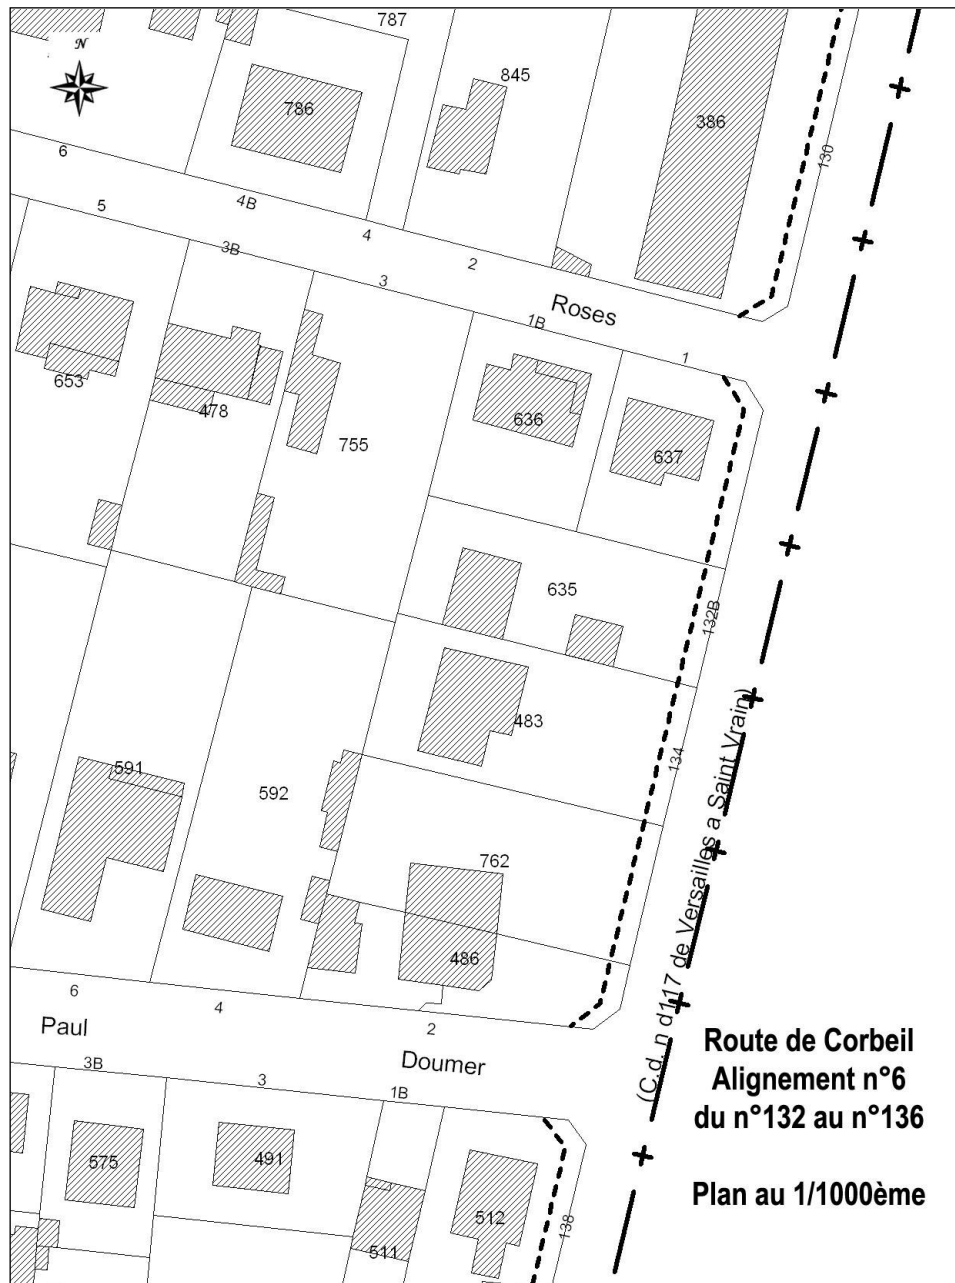 787
N
845
786
386
6
130
4B
5
4
3B
2
3
Roses
1B
1
653
478
636
755
637
635
132B
483
134
591
592
762
486
(C.d. n d117 de Versailles a Saint Vrain)
6
4
2
Paul
Doumer
Route de Corbeil
Alignement n°6
du n°132 au n°136
3B
3
1B
575
491
Plan au 1/1000ème
512
138
511